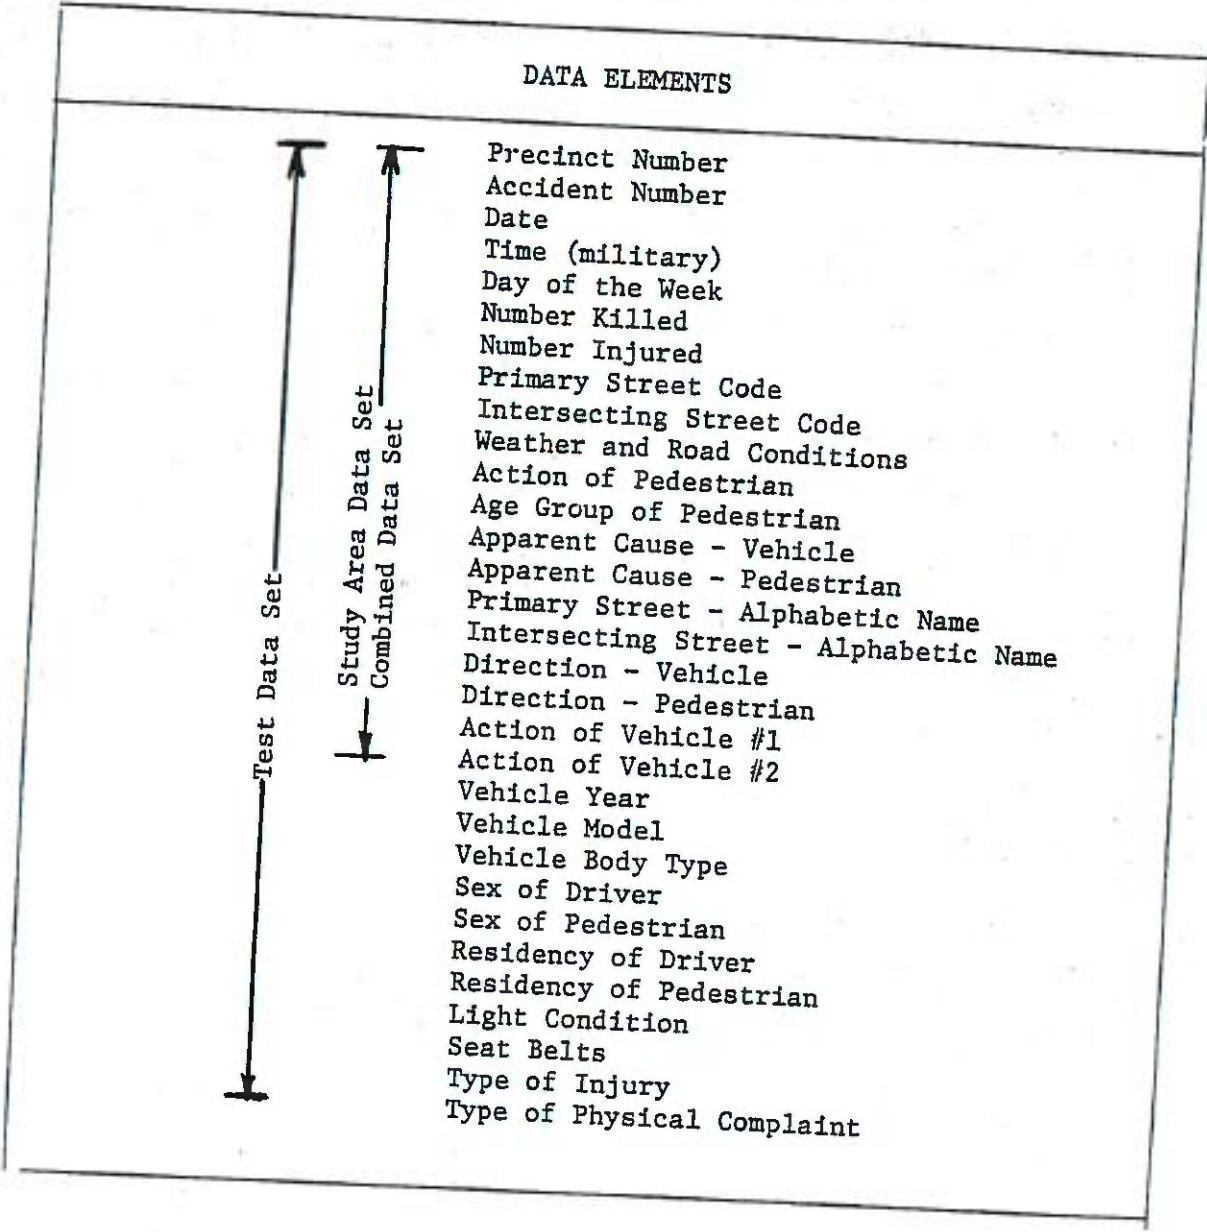 DATA ELEMENTS
Precinct Number
Accident Number
Date
Time (military)
Day of the Week
Number Killed
Number Injured
Primary Street Code
Intersecting Street Code
Weather and Road Conditions
Action of Pedestrian
Age Group of Pedestrian
Apparent Cause - Vehicle
Apparent Cause - Pedestrian
Primary Street - Alphabetic Name
Intersecting Street - Alphabetic Name
Direction - Vehicle
Direction - Pedestrian
Action of Vehicle #1
Action of Vehicle #2
Vehicle Year
Vehicle Model
Vehicle Body Type
Sex of Driver
Sex of Pedestrian
Residency of Driver
Residency of Pedestrian
Light Condition
Seat Belts
Type of Injury
Type of Physical Complaint
Test Data Set
Study Area Data Set
Combined Data Set